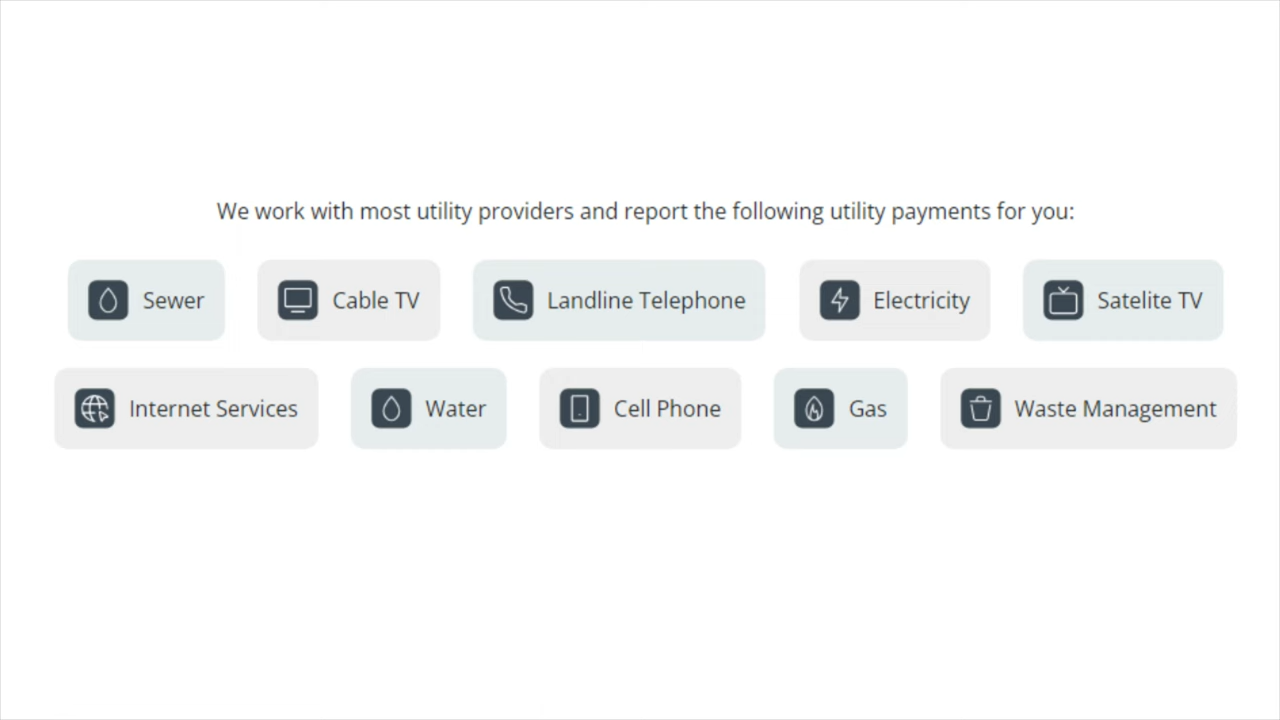 We work with most utility providers and report the following utility payments for you:
Sewer Cable TV Landline Telephone Electricity Satelite TV
Internet Services Water Cell Phone Gas Waste Management